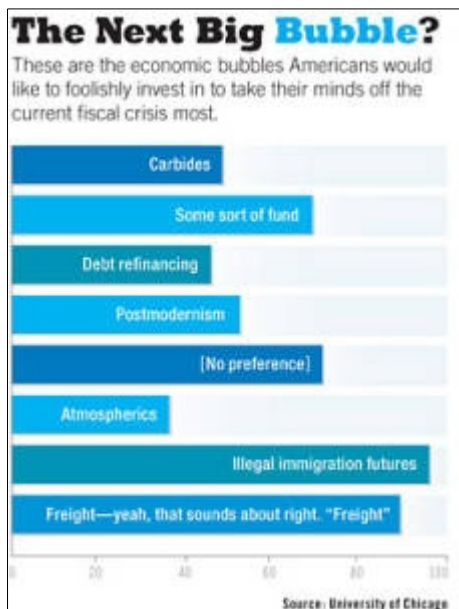 The Next Big Bubble?
These are the economic bubbles Americans would
like to foolishly invest in to take their minds off the
current fiscal crisis most.
Carbides
Some sort of fund
Debt refinancing
Postmodernism
[No preference]
Atmospherics
Illegal immigration futures
Freight—yeah, that sounds about right. "Freight"
0 20 40 60 80 100
Source: University of Chicago